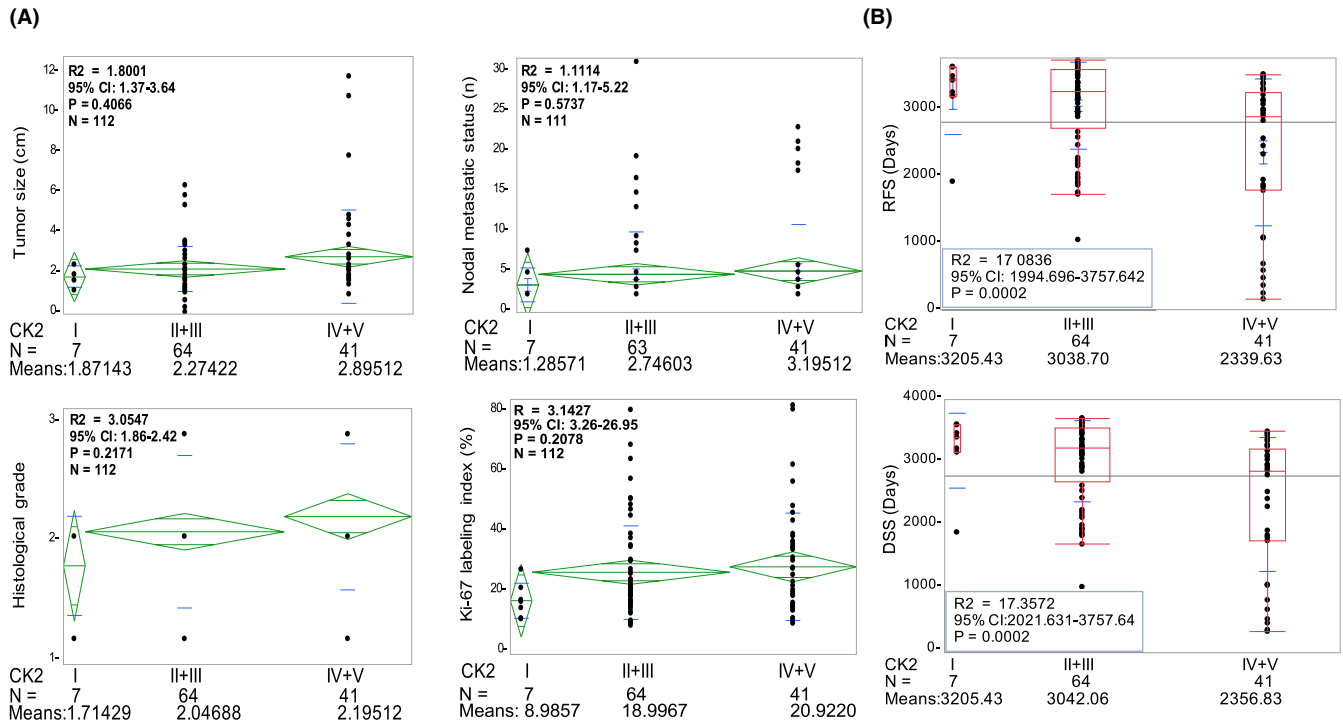 (A)
(B)
R2 = 1.8001
95% CI: 1.37-3.64
P = 0.4066
N = 112
Tumor size (cm)
12
10
8
6
4
2
0
CK2 I II+III IV+V
N = 7 64 41
Means:1.87143 2.27422 2.89512
R2 = 1.1114
95% CI: 1.17-5.22
P = 0.5737
N = 111
Nodal metastatic status (n)
30
25
20
15
10
5
0
CK2 I II+III IV+V
N = 7 63 41
Means:1.28571 2.74603 3.19512
RFS (Days)
3000
2000
1000
0
R2 = 17 0836
95% CI: 1994.696-3757.642
P = 0.0002
CK2 I II+III IV+V
N = 7 64 41
Means:3205.43 3038.70 2339.63
R2 = 3.0547
95% CI: 1.86-2.42
P = 0.2171
N = 112
Histological grade
3
2
1
CK2 I II+III IV+V
N = 7 64 41
Means:1.71429 2.04688 2.19512
R = 3.1427
95% CI: 3.26-26.95
P = 0.2078
N = 112
Ki-67 labeling index (%)
80
60
40
20
0
CK2 I II+III IV+V
N = 7 64 41
Means: 8.9857 18.9967 20.9220
DSS (Days)
4000
3000
2000
1000
0
R2 = 17.3572
95% CI:2021.631-3757.64
P = 0.0002
CK2 I II+III IV+V
N = 7 64 41
Means:3205.43 3042.06 2356.83